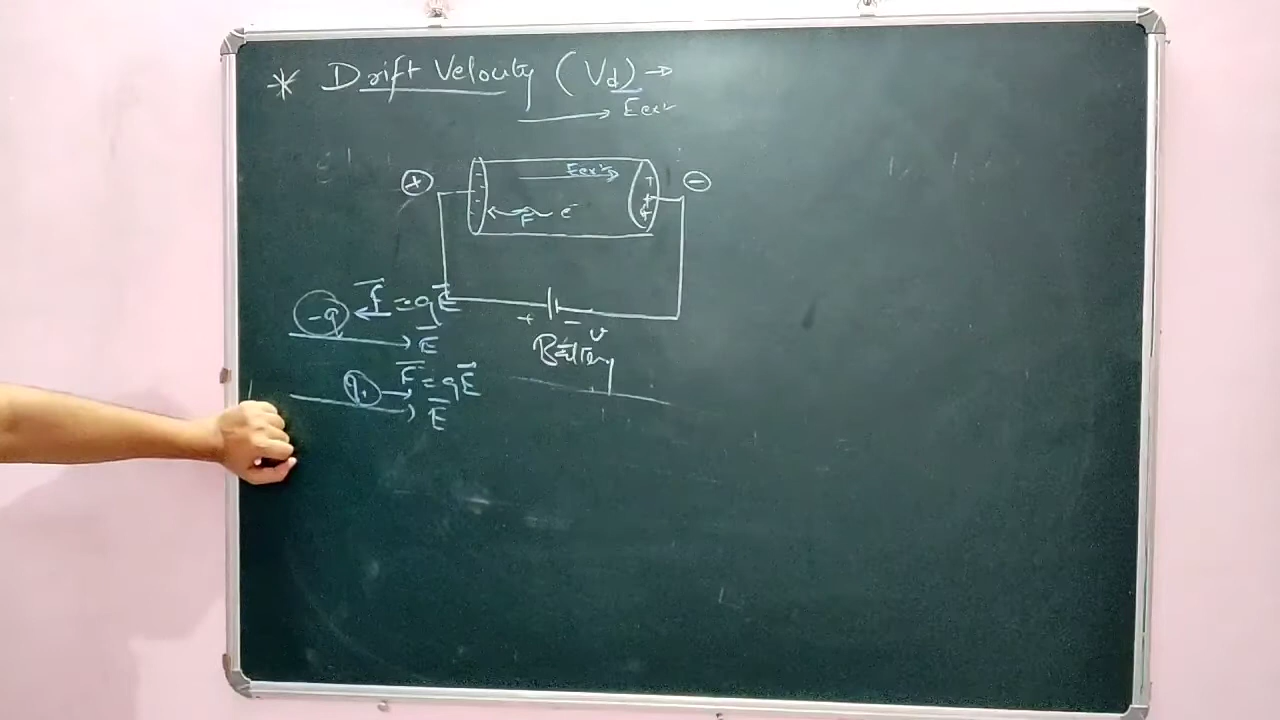 * Drift Velocity (Vd) →
→ Eext
+ Eext -
F e⁻
-q F = qE
E
+ -
Battery
q. F = qE
E